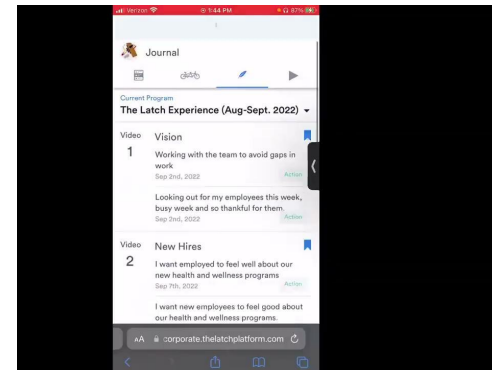 Verizon 1:44 PM 87%
Journal
Current Program
The Latch Experience (Aug-Sept. 2022)
Video 1
Vision
Working with the team to avoid gaps in
work
Sep 2nd, 2022 Action
Looking out for my employees this week,
busy week and so thankful for them.
Sep 2nd, 2022 Action
Video 2
New Hires
I want employed to feel well about our
new health and wellness programs
Sep 7th, 2022 Action
I want new employees to feel good about
our health and wellness programs.
AA corporate.thelatchplatform.com